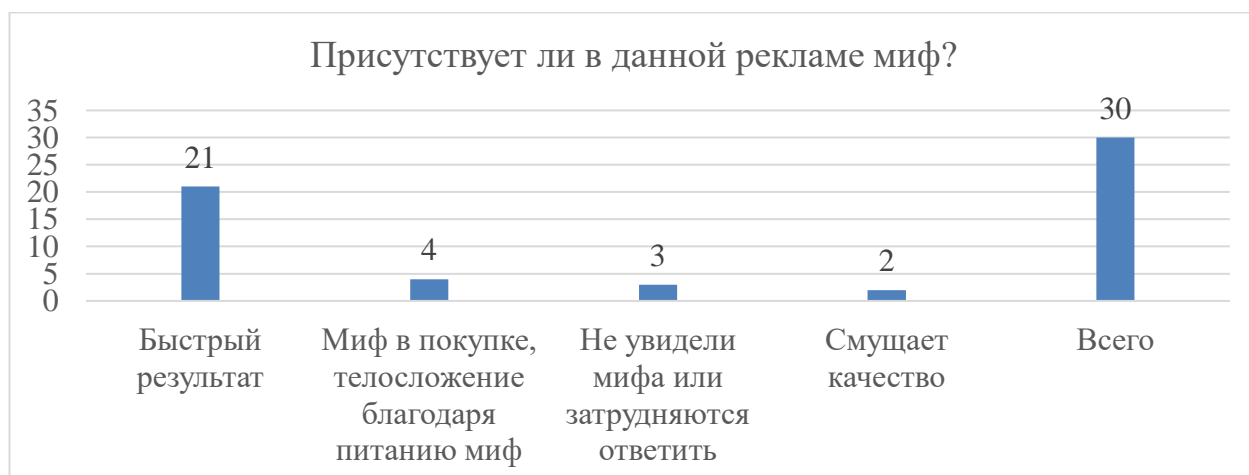 Присутствует ли в данной рекламе миф?
35
30
25
20
15
10
5
0
21
4
3
2
30
Быстрый
результат
Миф в покупке,
телосложение
благодаря
питанию миф
Не увидели
мифа или
затрудняются
ответить
Смущает
качество
Всего